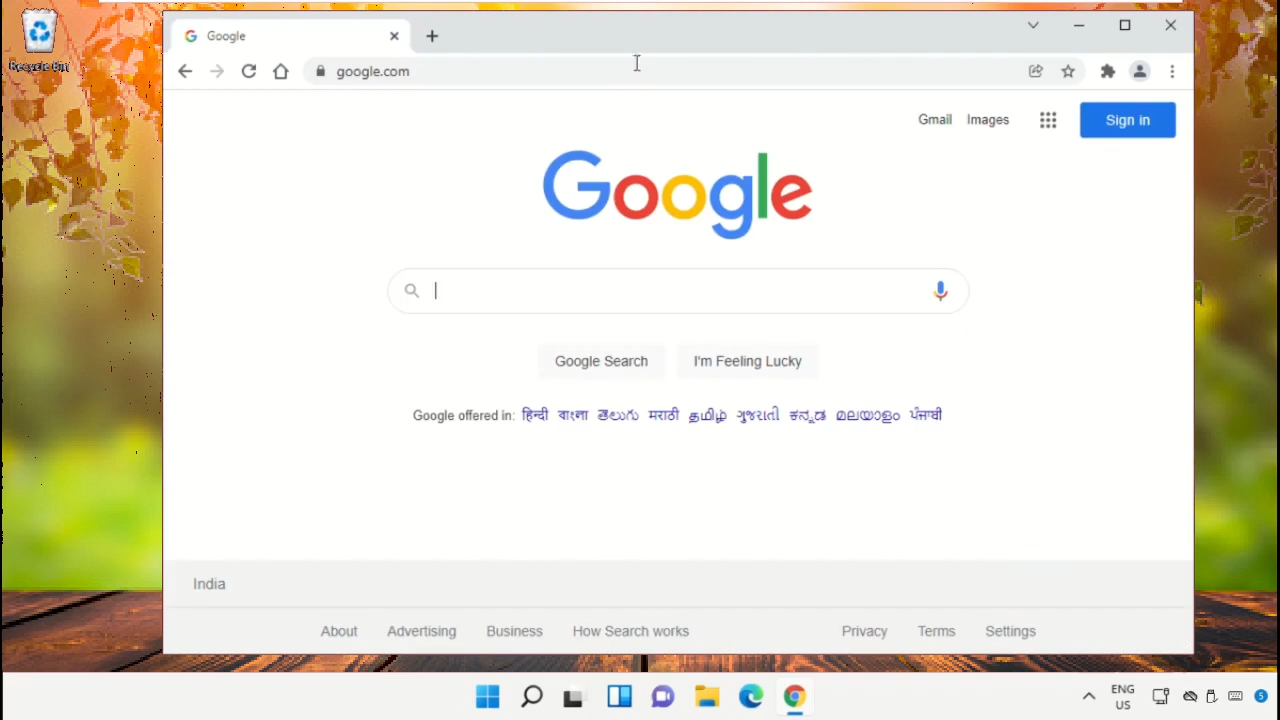 Recycle Bin
Google
google.com
Gmail Images Sign in
Google
Google Search I'm Feeling Lucky
Google offered in: हिन्दी বাংলা తెలుగు मराठी தமிழ் ગુજરાતી ಕನ್ನಡ മലയാളം ਪੰਜਾਬੀ
India
About Advertising Business How Search works Privacy Terms Settings
ENG
US
5